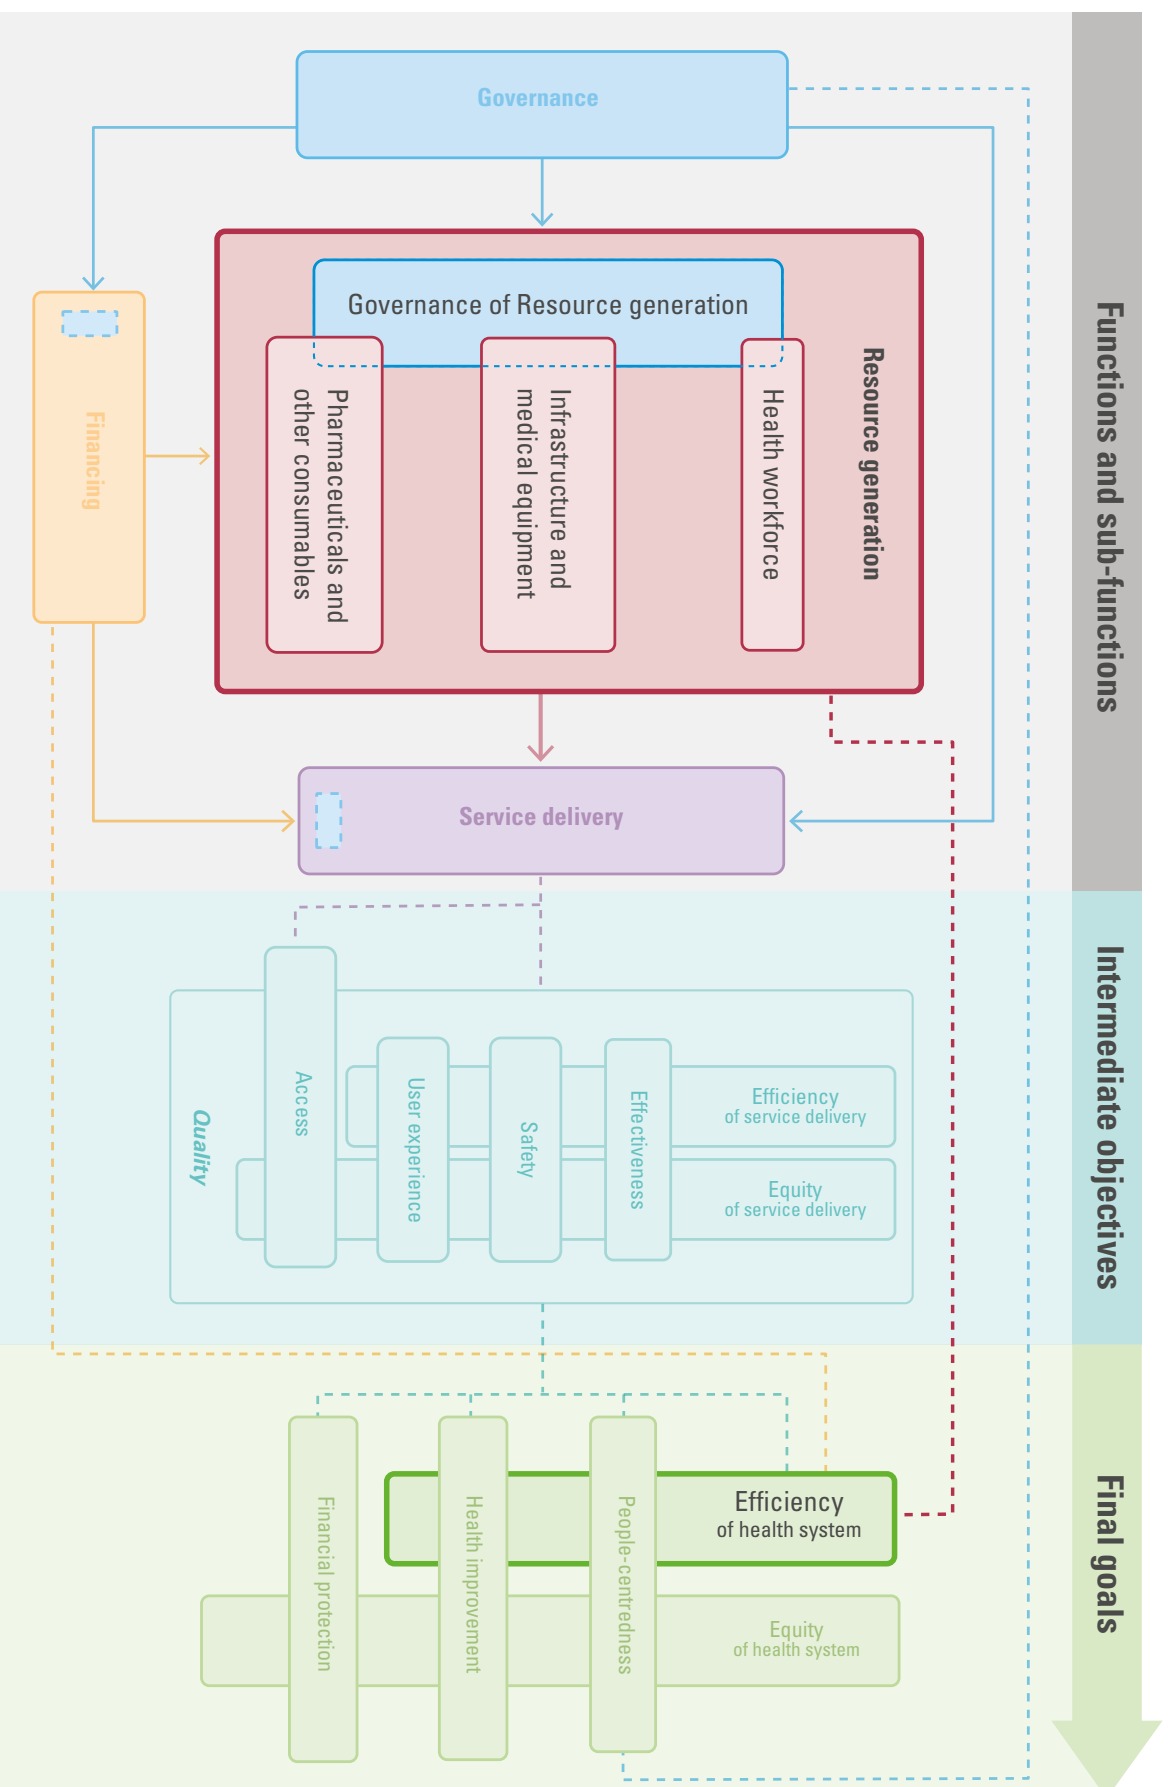 Governance
Functions and sub-functions
Governance of Resource generation
Resource generation
Financing
Pharmaceuticals and
other consumables
Infrastructure and
medical equipment
Health workforce
Service delivery
Intermediate objectives
Quality
Access
User experience
Safety
Effectiveness
Efficiency
of service delivery
Equity
of service delivery
Final goals
Financial protection
Health improvement
People-centredness
Efficiency
of health system
Equity
of health system